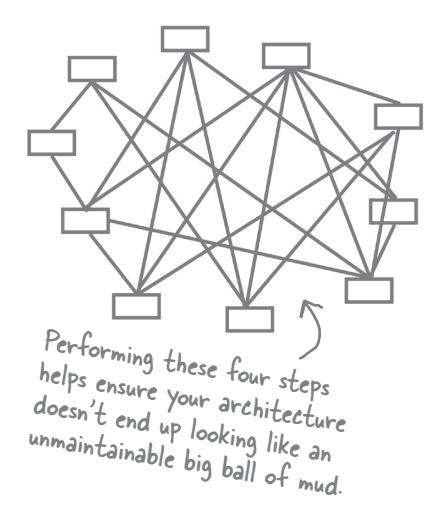 Performing these four steps
helps ensure your architecture
doesn't end up looking like an
unmaintainable big ball of mud.